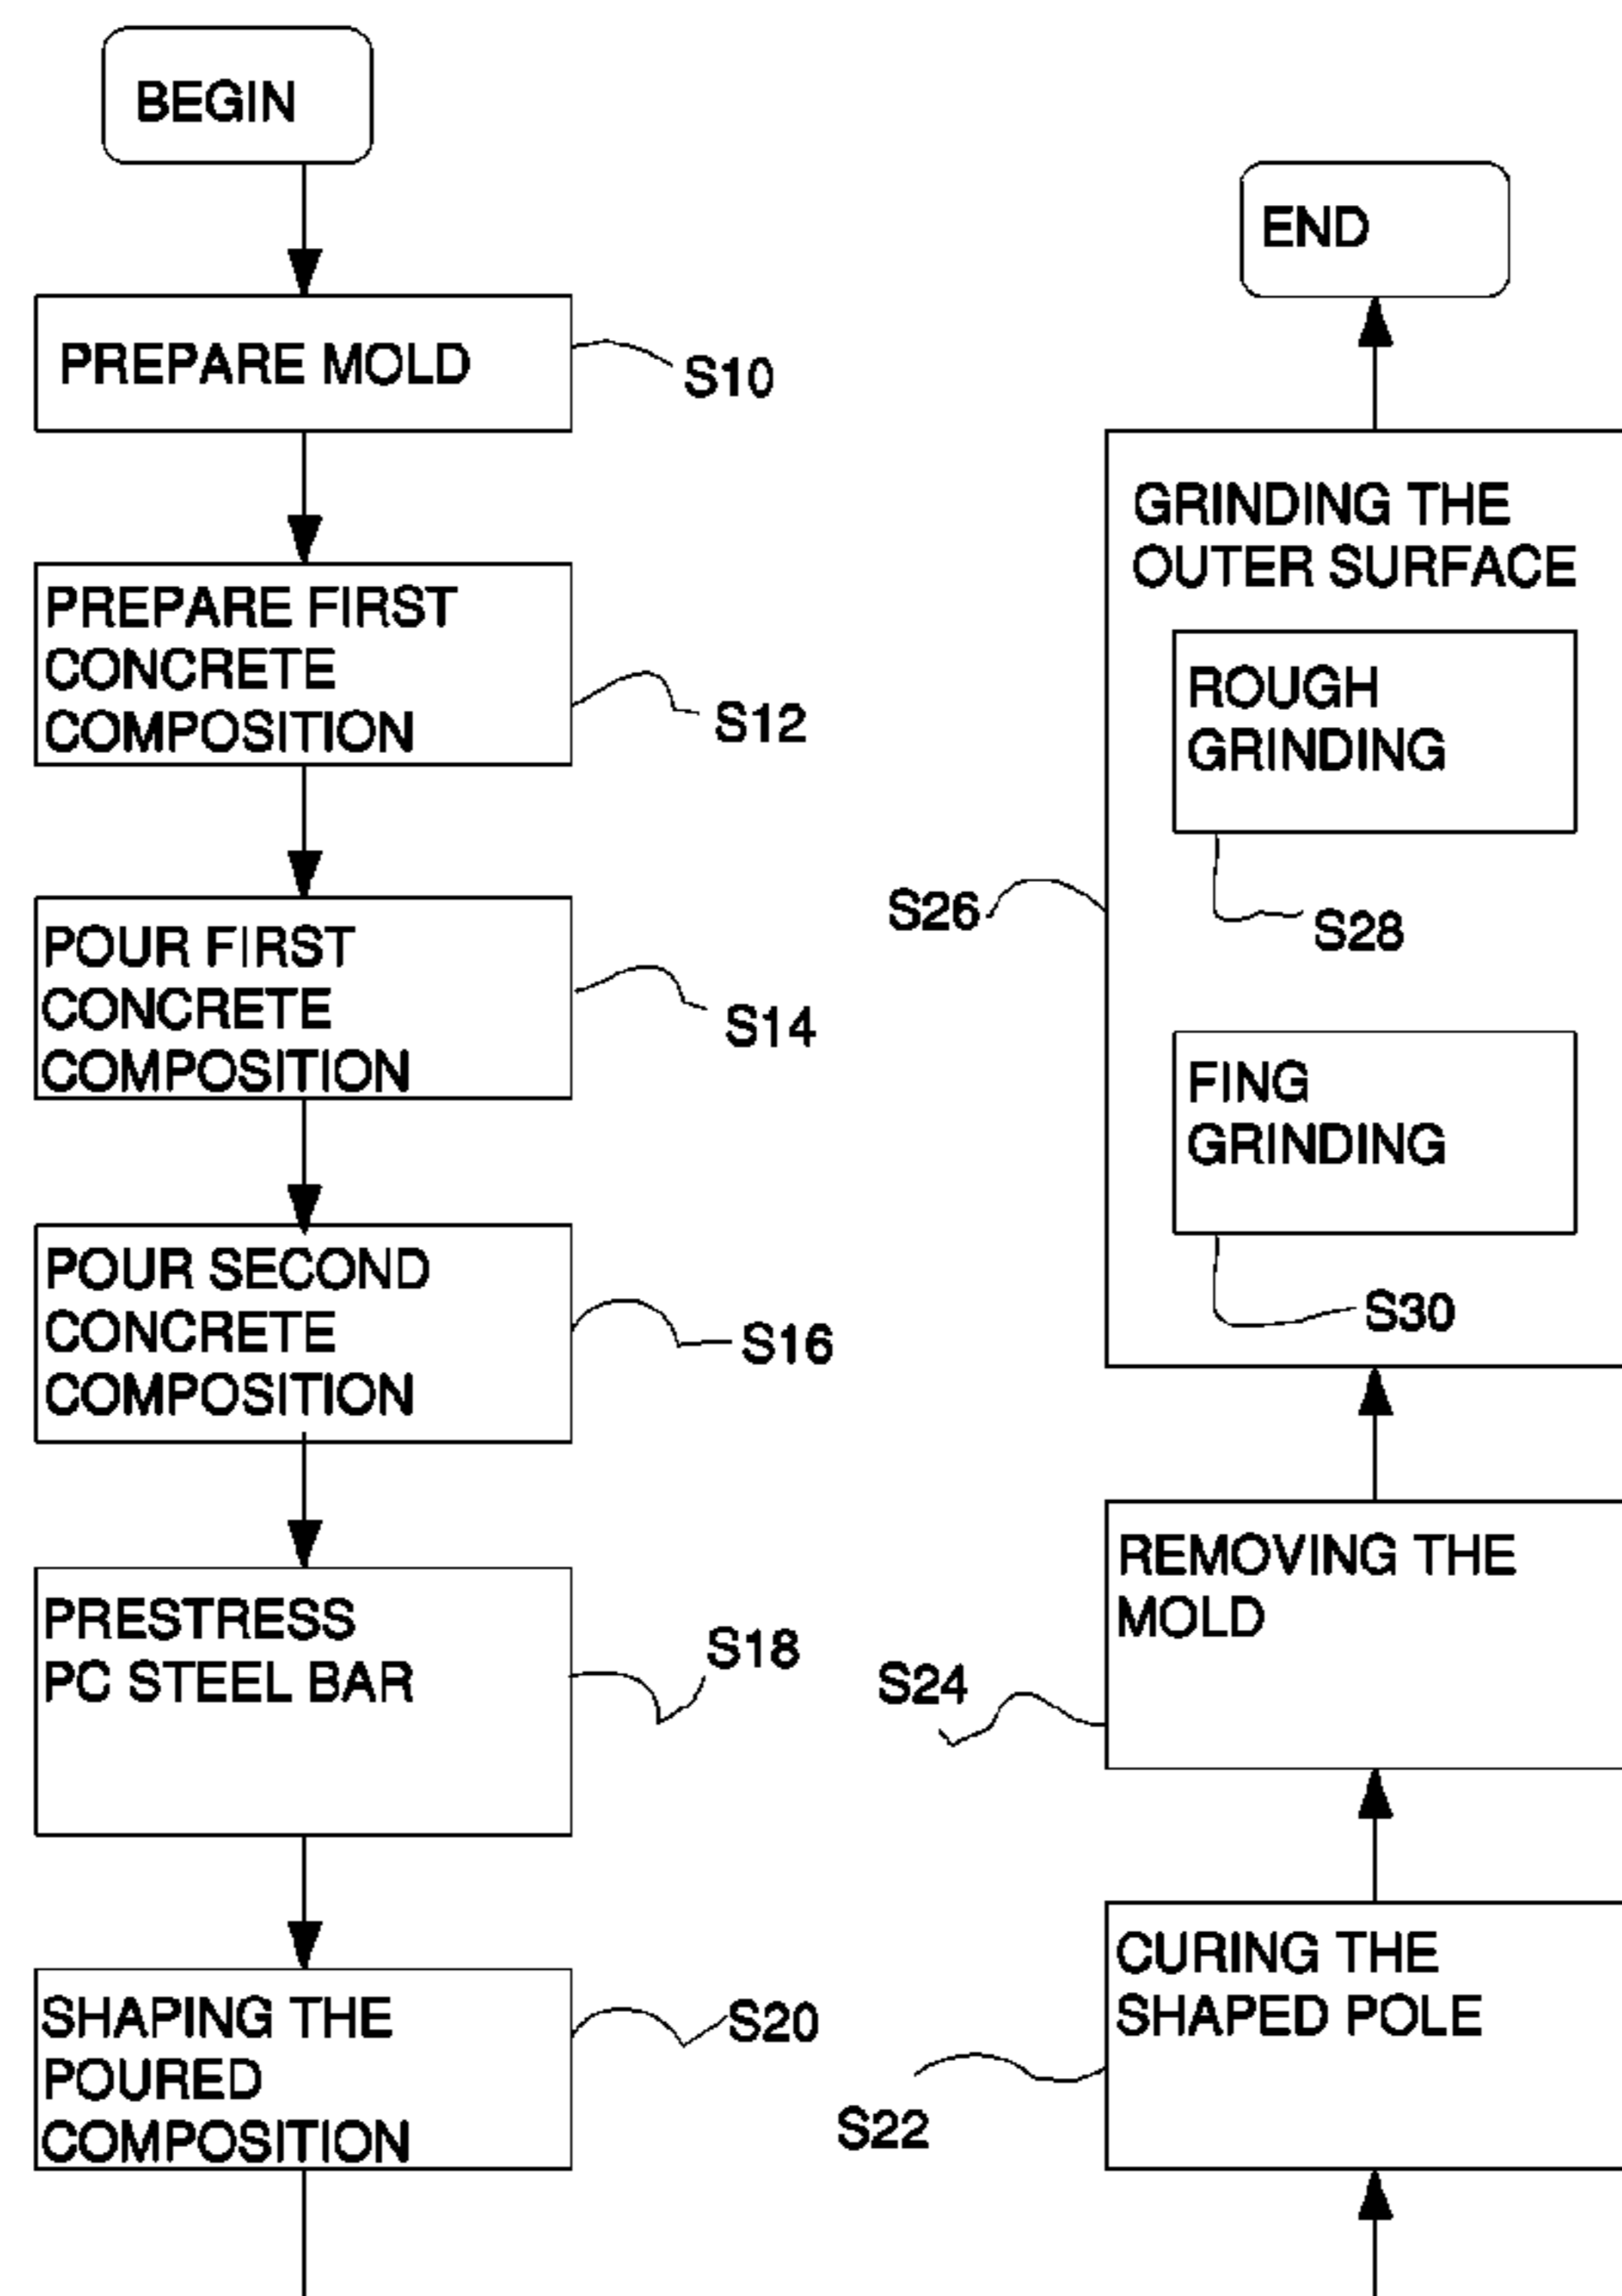 BEGIN
PREPARE MOLD
S10
PREPARE FIRST
CONCRETE
COMPOSITION
S12
POUR FIRST
CONCRETE
COMPOSITION
S14
POUR SECOND
CONCRETE
COMPOSITION
S16
PRESTRESS
PC STEEL BAR
S18
SHAPING THE
POURED
COMPOSITION
S20
END
GRINDING THE
OUTER SURFACE
ROUGH
GRINDING
S26
S28
FING
GRINDING
S30
REMOVING THE
MOLD
S24
CURING THE
SHAPED POLE
S22